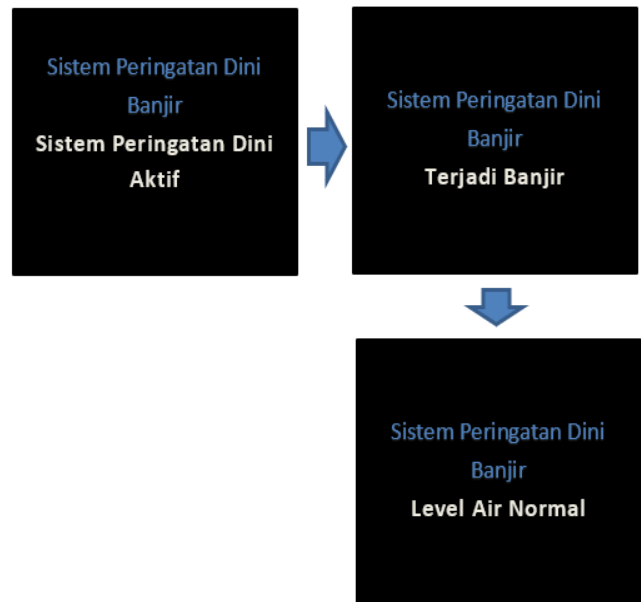 Sistem Peringatan Dini
Banjir
Sistem Peringatan Dini
Aktif
Sistem Peringatan Dini
Banjir
Terjadi Banjir
Sistem Peringatan Dini
Banjir
Level Air Normal